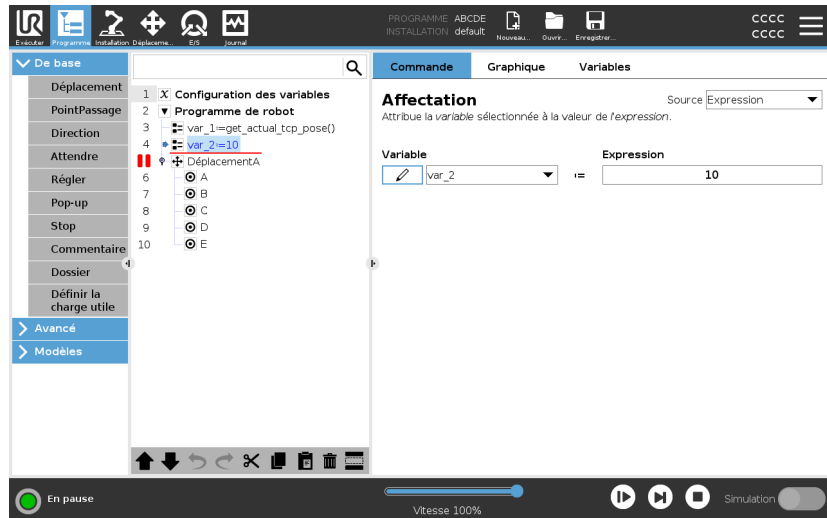 PROGRAMME ABCDE
INSTALLATION default
CCCC
CCCC
UR
Exécuter Programme Installation Déplaceme... E/S Journal Nouveau... Ouvrir... Enregistrer...
De base
Déplacement
PointPassage
Direction
Attendre
Régler
Pop-up
Stop
Commentaire
Dossier
Définir la
charge utile
Avancé
Modèles
1 X Configuration des variables
2 Programme de robot
3 var_1:=get_actual_tcp_pose()
4 var_2:=10
DéplacementA
6 A
7 B
8 C
9 D
10 E
Commande Graphique Variables
Affectation
Source Expression
Attribue la variable sélectionnée à la valeur de l'expression.
Variable Expression
var_2 := 10
En pause
Vitesse 100%
Simulation